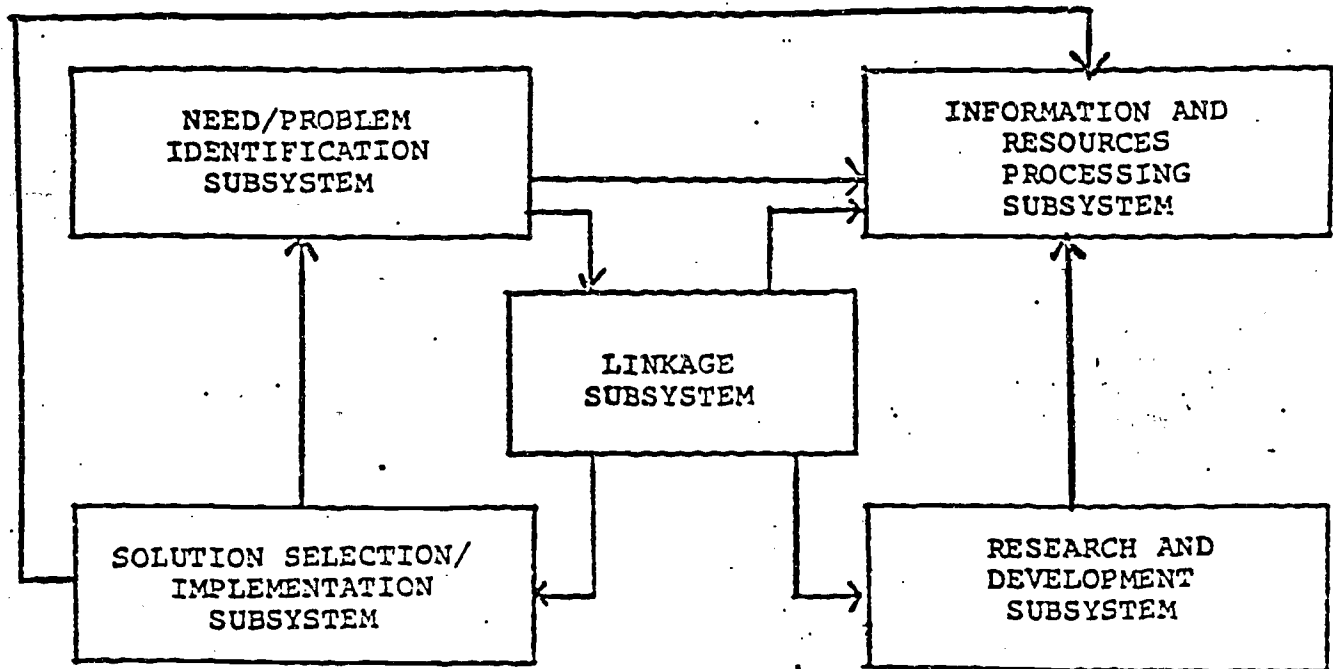 NEED/PROBLEM
IDENTIFICATION
SUBSYSTEM
INFORMATION AND
RESOURCES
PROCESSING
SUBSYSTEM
LINKAGE
SUBSYSTEM
SOLUTION SELECTION/
IMPLEMENTATION
SUBSYSTEM
RESEARCH AND
DEVELOPMENT
SUBSYSTEM